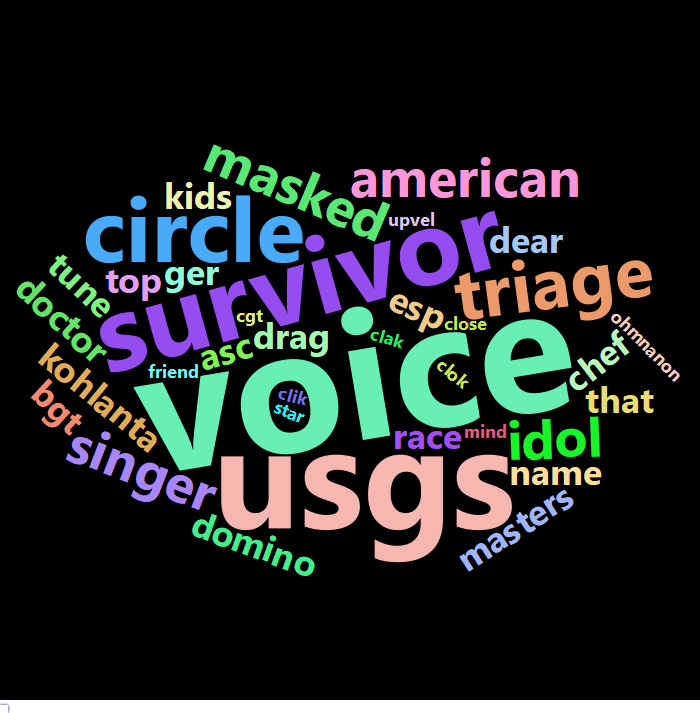 masked
american
kids
circle
upvel
survivor
dear
tune
top
ger
triage
doctor
esp
cgt
close
ohmnanon
drag
clak
asc
voice
chef
kohlanta
friend
cbk
bgt
clik
star
that
race
mind
idol
singer
usgs
name
domino
masters